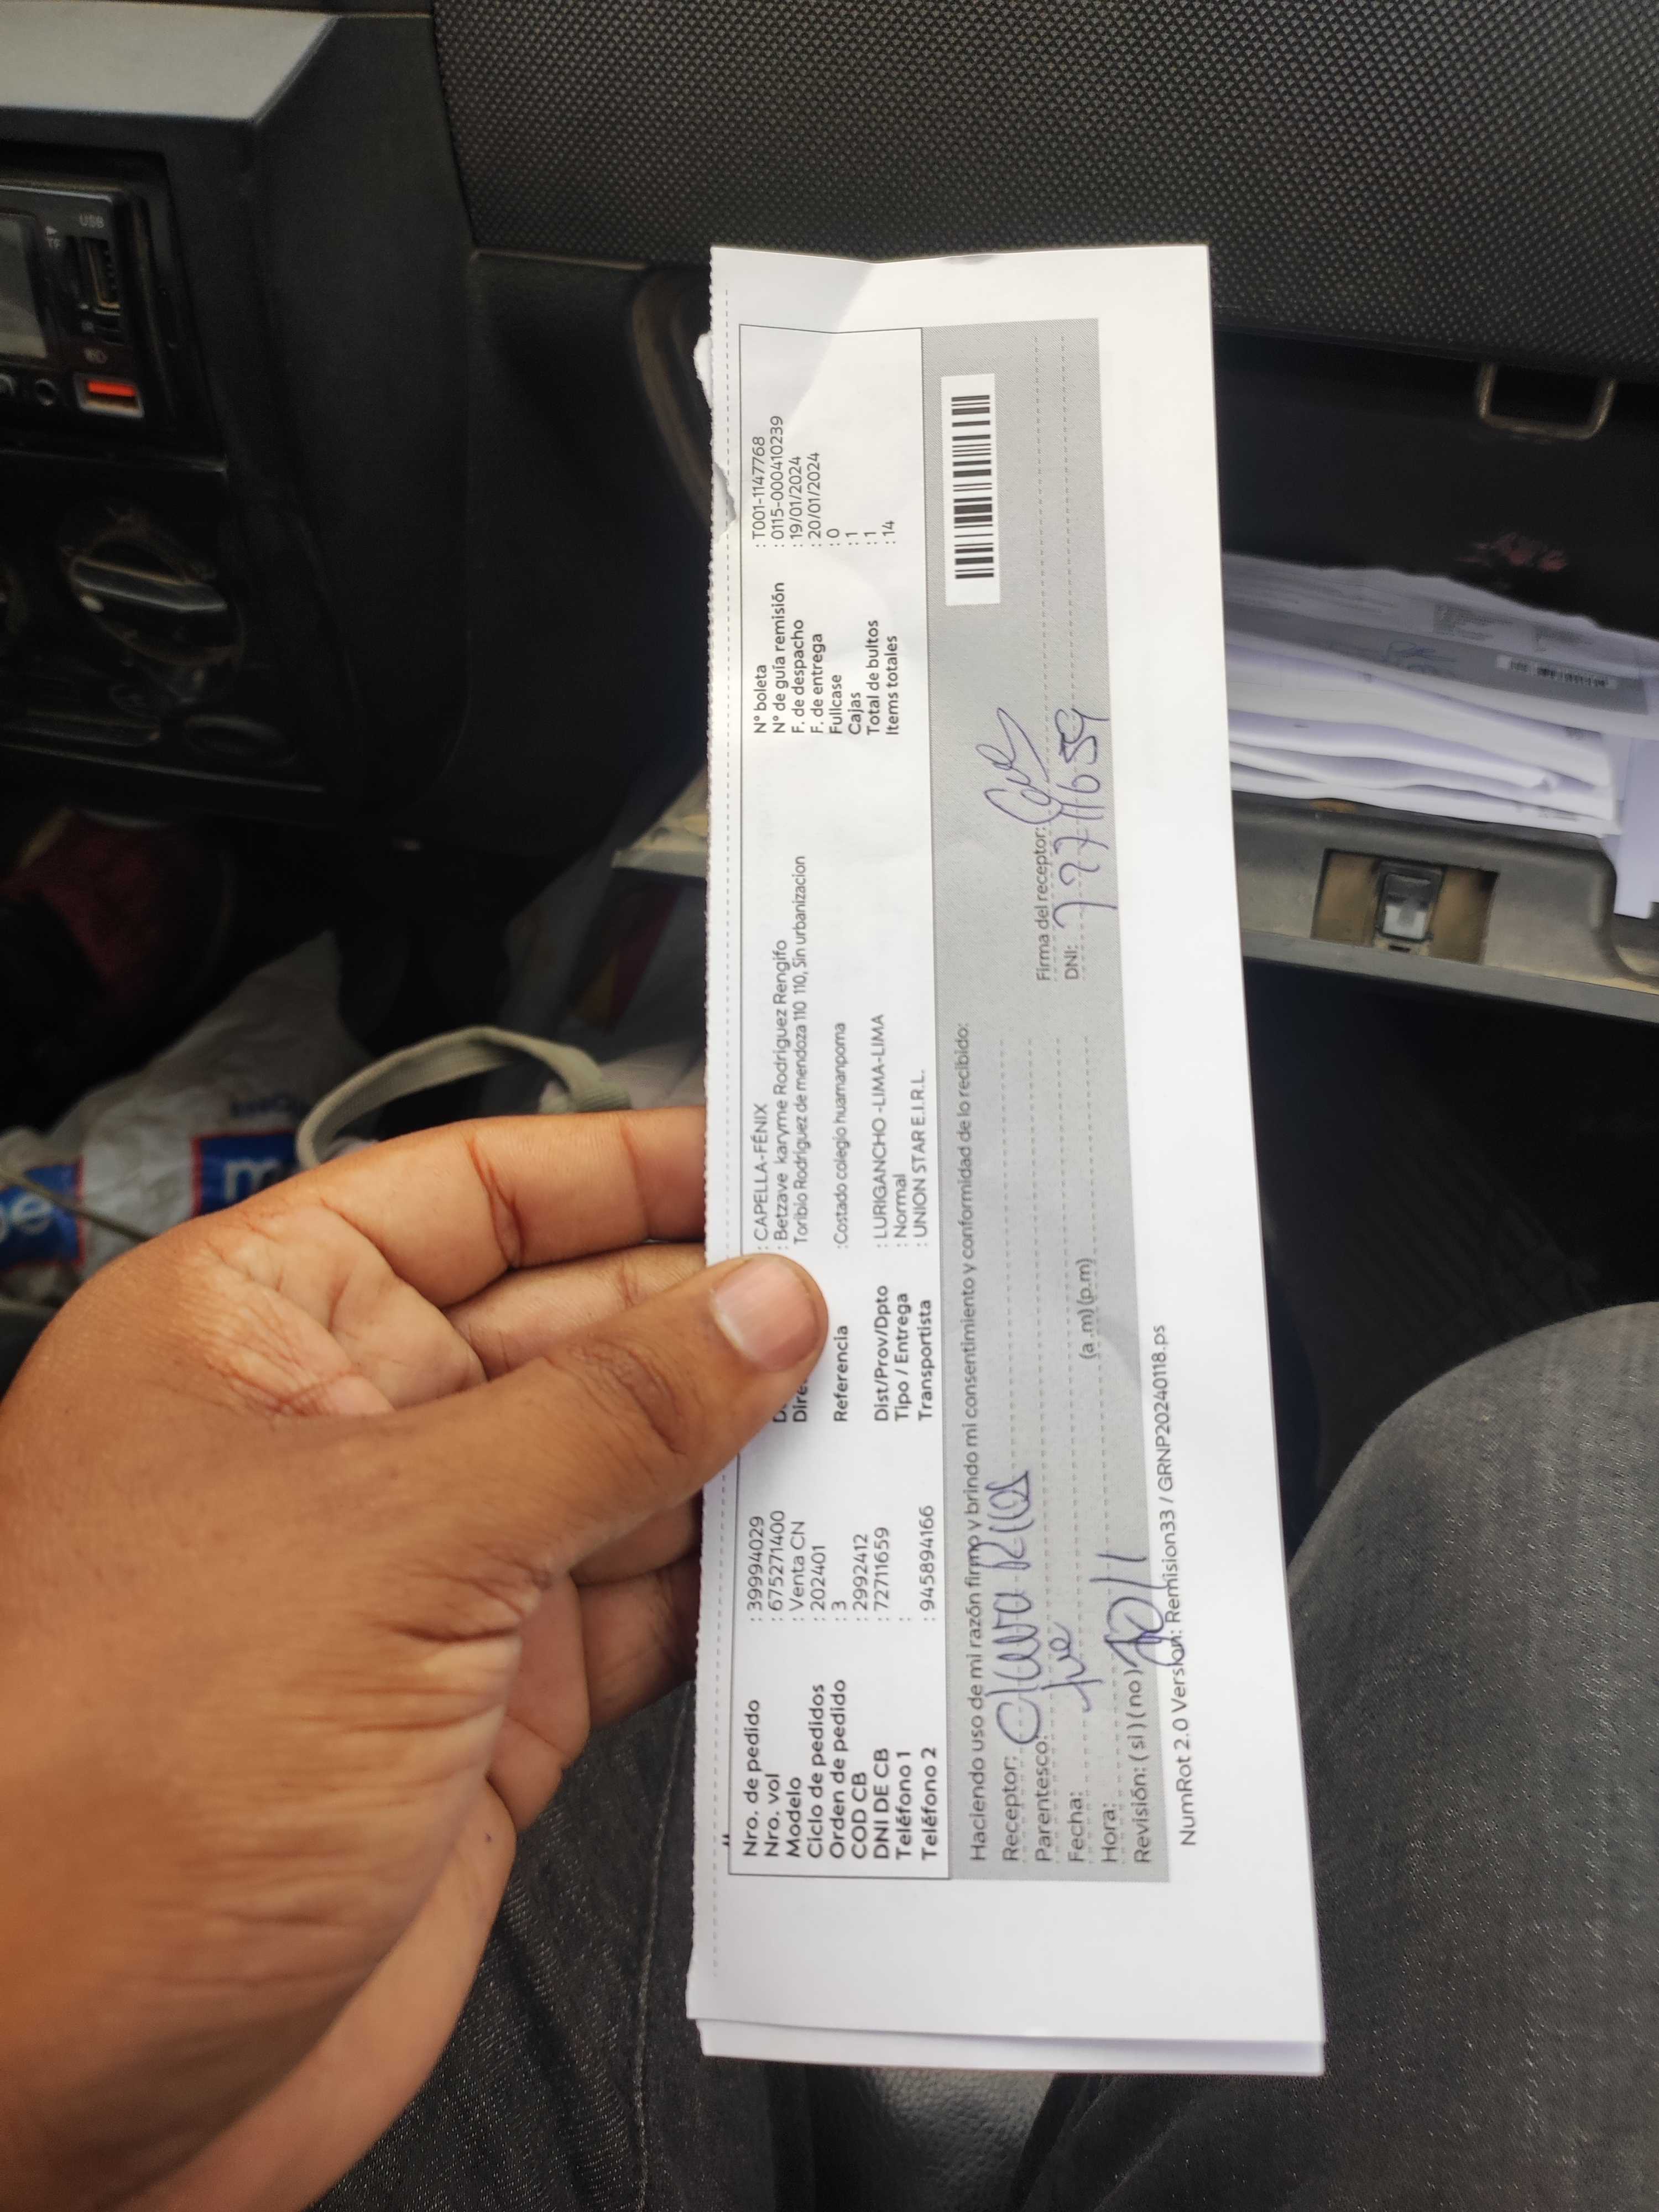 Nro. de pedido : 39994029
Nro. vol : 675271400
Modelo : Venta CN
Ciclo de pedidos : 202401
Orden de pedido : 3
COD CB : 2992412
DNI DE CB : 72711659
Teléfono 1 :
Teléfono 2 : 945894166
: CAPELLA-FÉNIX
: Betzave karyme Rodriguez Rengifo
Toribio Rodriguez de mendoza 110 110, Sin urbanizacion
Referencia :Costado colegio huamanpoma
Dist/Prov/Dpto : LURIGANCHO -LIMA-LIMA
Tipo / Entrega : Normal
Transportista : UNION STAR E.I.R.L.
N° boleta : T001-1147768
N° de guía remisión : 0115-000410239
F. de despacho : 19/01/2024
F. de entrega : 20/01/2024
Fullcase : 0
Cajas : 1
Total de bultos : 1
Items totales : 14
Haciendo uso de mi razón firmo y brindo mi consentimiento y conformidad de lo recibido:
Receptor: Clara Rios
Parentesco:
Fecha:
Hora: (a.m) (p.m)
Revisión: ( si ) ( no )
Firma del receptor:
DNI:
NumRot 2.0 Version: Remision33 / GRNP20240118.ps
USB
TF